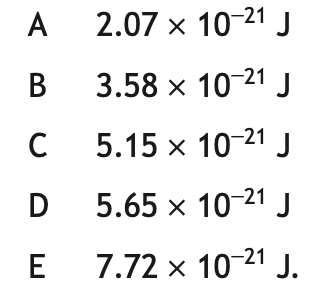 A 2.07 × 10⁻²¹ J
B 3.58 × 10⁻²¹ J
C 5.15 × 10⁻²¹ J
D 5.65 × 10⁻²¹ J
E 7.72 × 10⁻²¹ J.